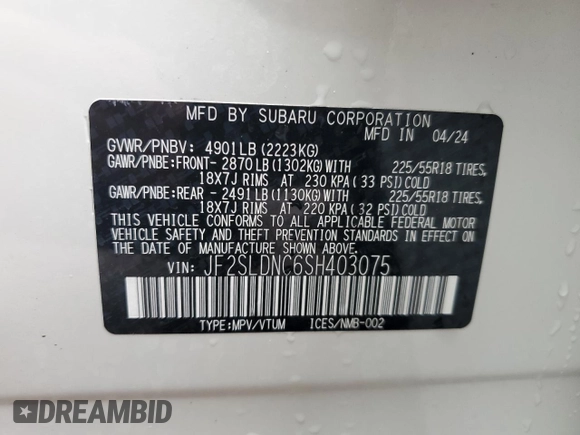 MFD BY SUBARU CORPORATION
MFD IN 04/24
GVWR/PNBV: 4901LB (2223KG)
GAWR/PNBE:FRONT- 2870LB (1302KG)WITH 225/55R18 TIRES,
18X7J RIMS AT 230 KPA (33 PSI)COLD
GAWR/PNBE:REAR - 2491LB (1130KG)WITH 225/55R18 TIRES,
18X7J RIMS AT 220 KPA (32 PSI)COLD
THIS VEHICLE CONFORMS TO ALL APPLICABLE FEDERAL MOTOR
VEHICLE SAFETY AND THEFT PREVENTION STANDARDS IN EFFECT
ON THE DATE OF MANUFACTURE SHOWN ABOVE.
VIN: JF2SLDNC6SH403075
TYPE:MPV/VTUM ICES/NMB-002
DREAMBID